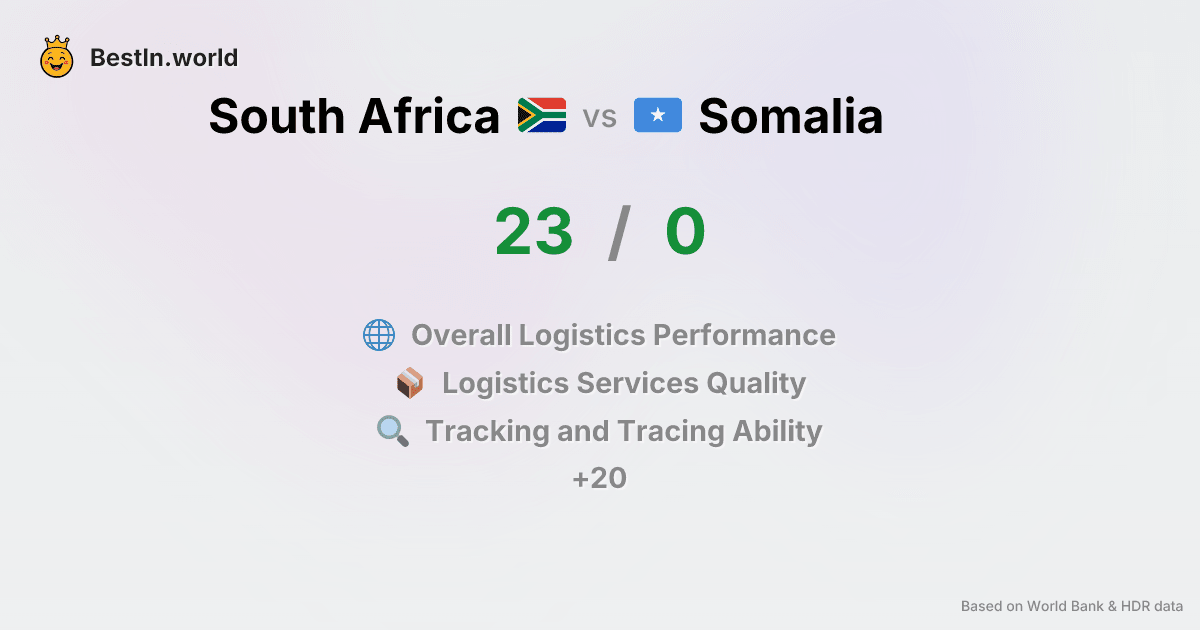 BestIn.world
South Africa vs Somalia
23 / 0
Overall Logistics Performance
Logistics Services Quality
Tracking and Tracing Ability
+20
Based on World Bank & HDR data